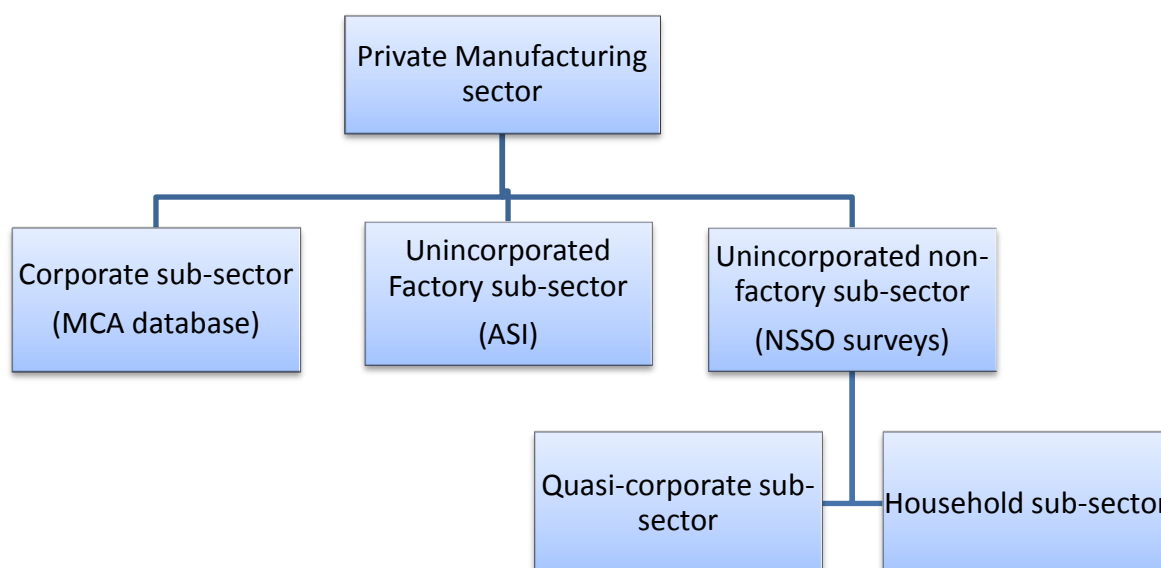 Private Manufacturing
sector
Corporate sub-sector
(MCA database)
Unincorporated
Factory sub-sector
(ASI)
Unincorporated non-
factory sub-sector
(NSSO surveys)
Quasi-corporate sub-
sector
Household sub-sector